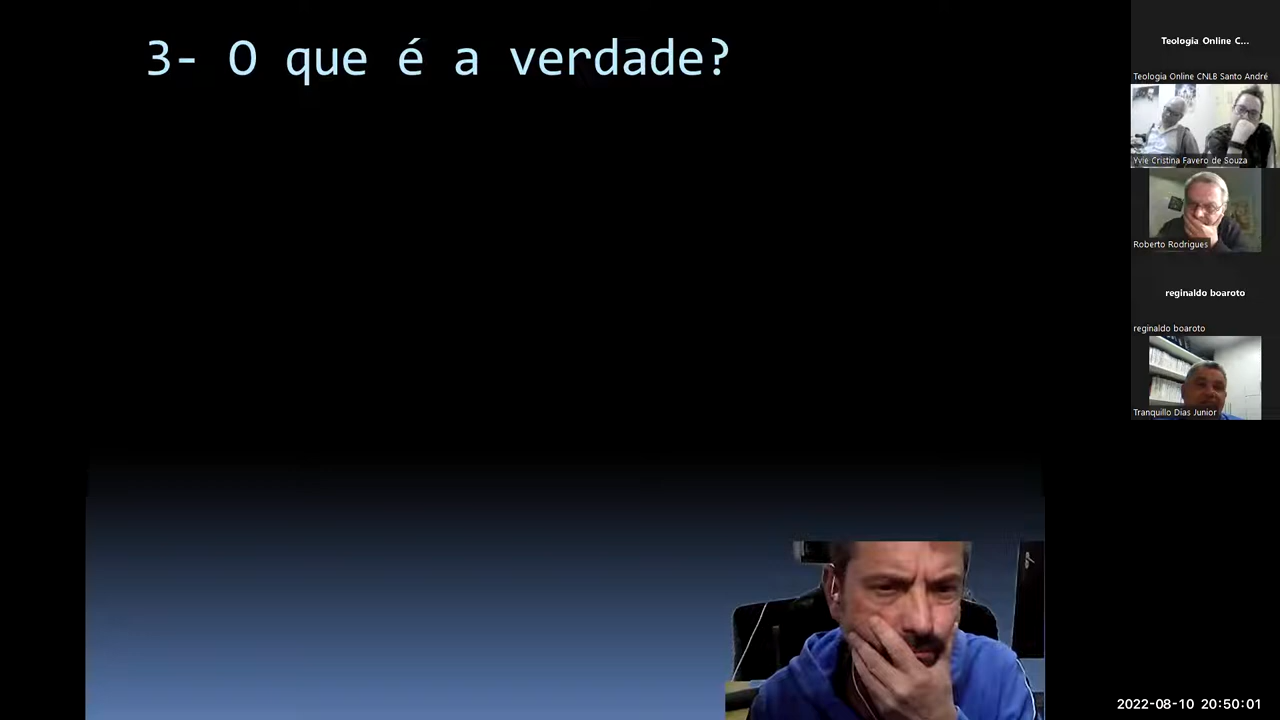 3- O que é a verdade?
Teologia Online C...
Teologia Online CNLB Santo André
Yvie Cristina Favero de Souza
Roberto Rodrigues
reginaldo boaroto
reginaldo boaroto
Tranquillo Dias Junior
2022-08-10 20:50:01